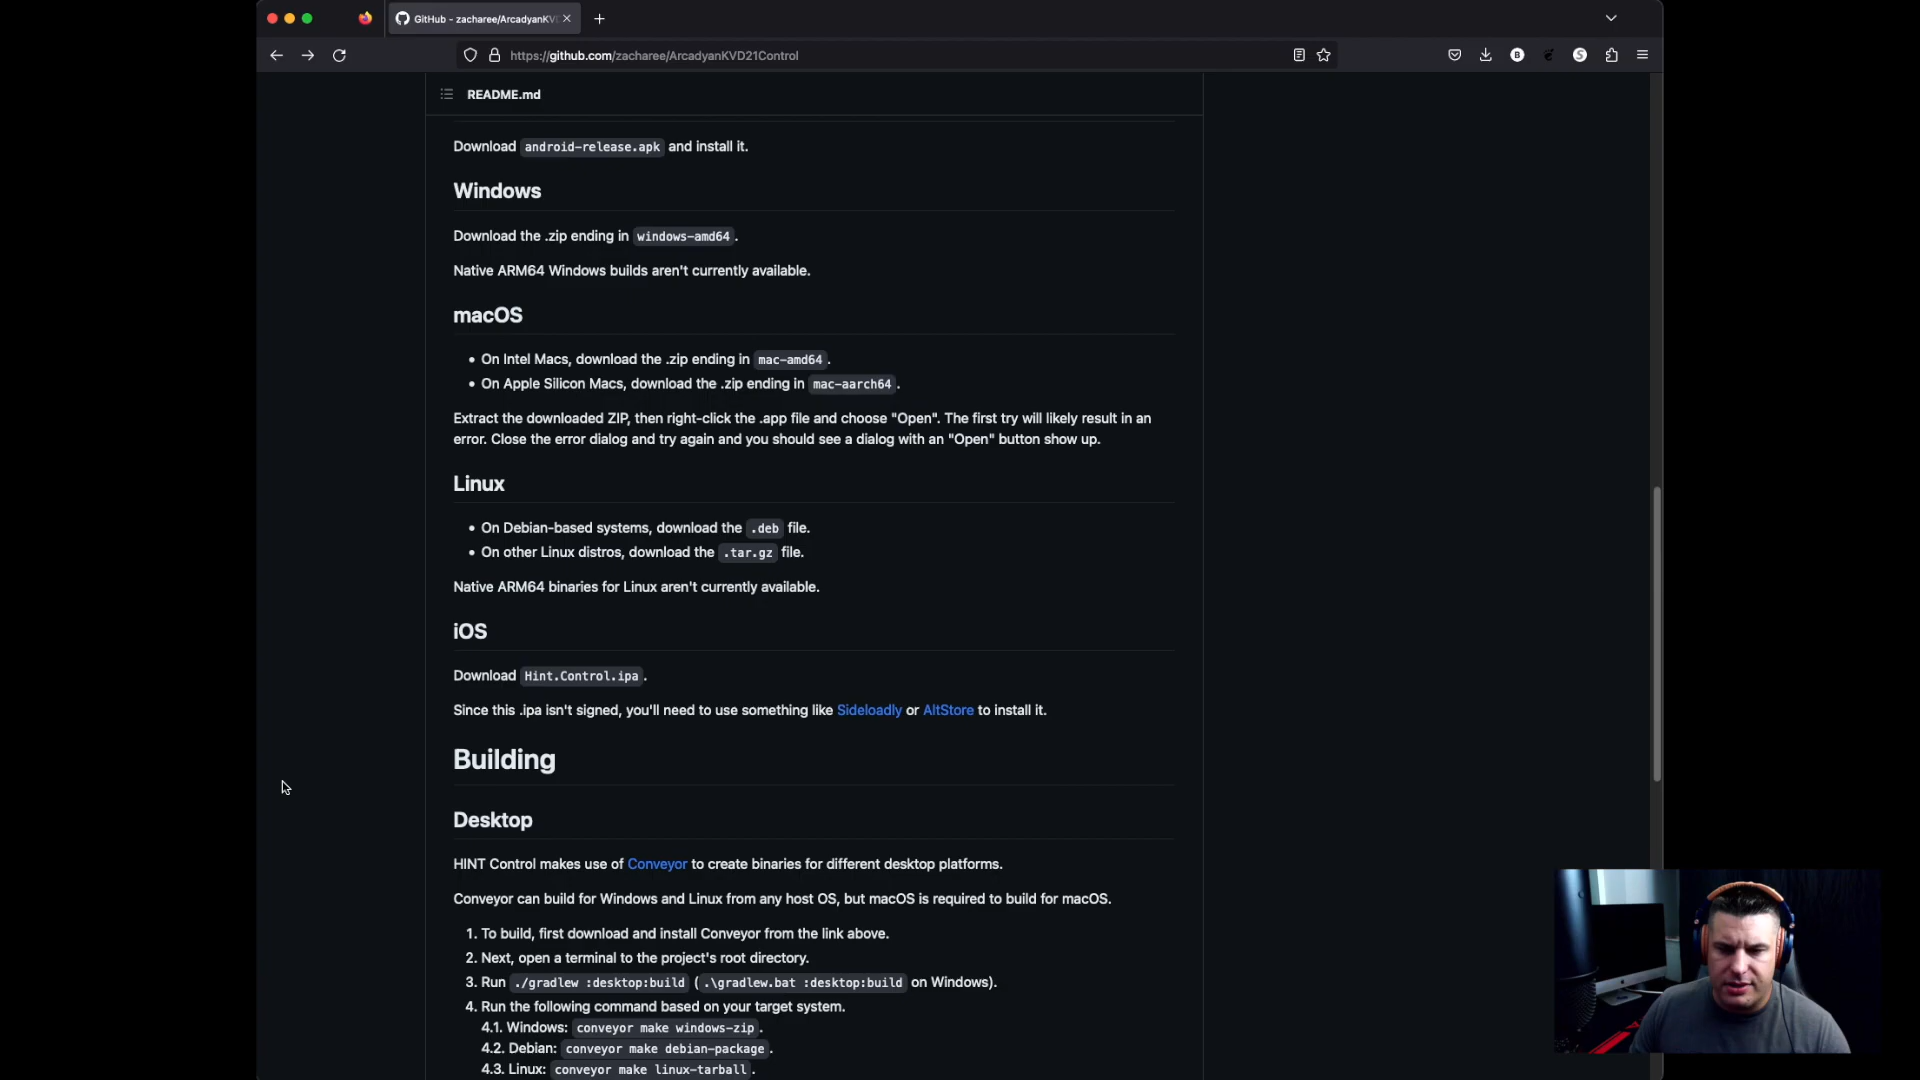 GitHub - zacharee/ArcadyanKV
https://github.com/zacharee/ArcadyanKVD21Control
README.md
Download android-release.apk and install it.
Windows
Download the .zip ending in windows-amd64.
Native ARM64 Windows builds aren't currently available.
macOS
• On Intel Macs, download the .zip ending in mac-amd64.
• On Apple Silicon Macs, download the .zip ending in mac-aarch64.
Extract the downloaded ZIP, then right-click the .app file and choose "Open". The first try will likely result in an
error. Close the error dialog and try again and you should see a dialog with an "Open" button show up.
Linux
• On Debian-based systems, download the .deb file.
• On other Linux distros, download the .tar.gz file.
Native ARM64 binaries for Linux aren't currently available.
iOS
Download Hint.Control.ipa.
Since this .ipa isn't signed, you'll need to use something like Sideloadly or AltStore to install it.
Building
Desktop
HINT Control makes use of Conveyor to create binaries for different desktop platforms.
Conveyor can build for Windows and Linux from any host OS, but macOS is required to build for macOS.
1. To build, first download and install Conveyor from the link above.
2. Next, open a terminal to the project's root directory.
3. Run ./gradlew :desktop:build (.\gradlew.bat :desktop:build on Windows).
4. Run the following command based on your target system.
4.1. Windows: conveyor make windows-zip.
4.2. Debian: conveyor make debian-package.
4.3. Linux: conveyor make linux-tarball.